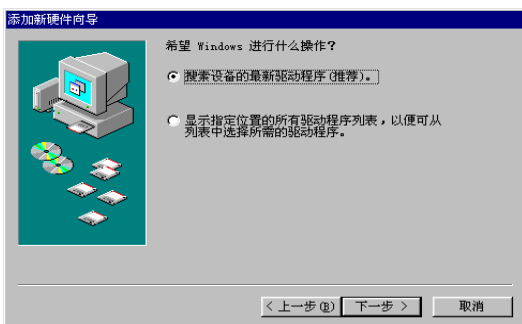 添加新硬件向导
希望 Windows 进行什么操作?
搜索设备的最新驱动程序(推荐)。
显示指定位置的所有驱动程序列表，以便可从
列表中选择所需的驱动程序。
< 上一步(B) 下一步 > 取消